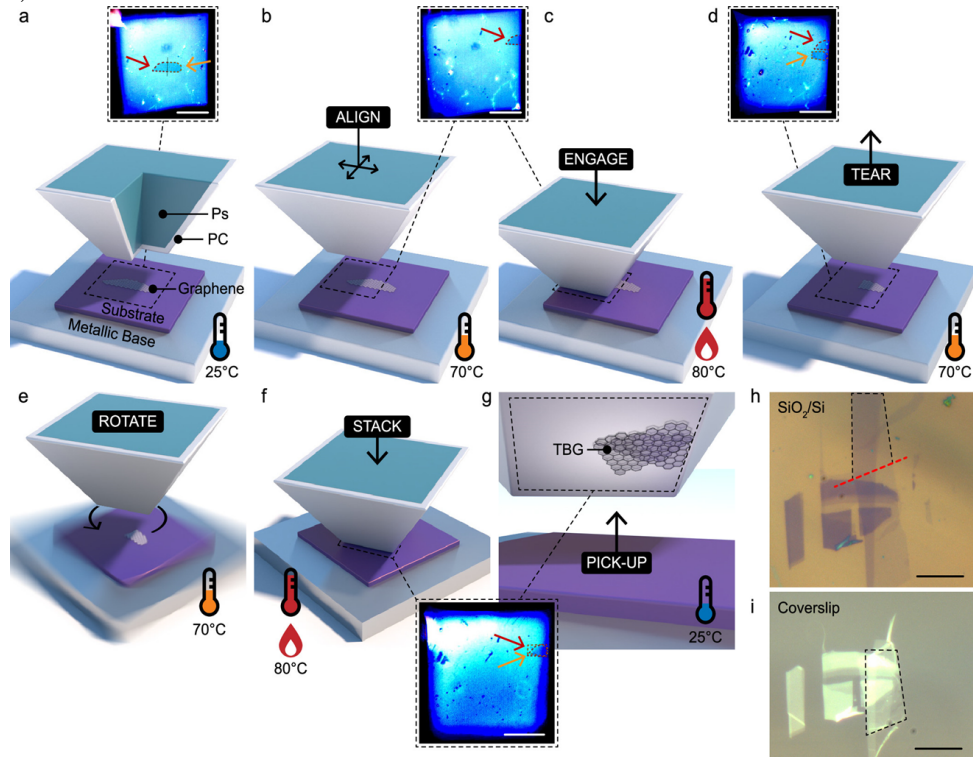 a
b
c
d
ALIGN
ENGAGE
TEAR
Ps
PC
Graphene
Substrate
Metallic Base
25°C
70°C
80°C
70°C
e
f
g
h
ROTATE
STACK
TBG
SiO₂/Si
PICK-UP
70°C
80°C
25°C
i
Coverslip